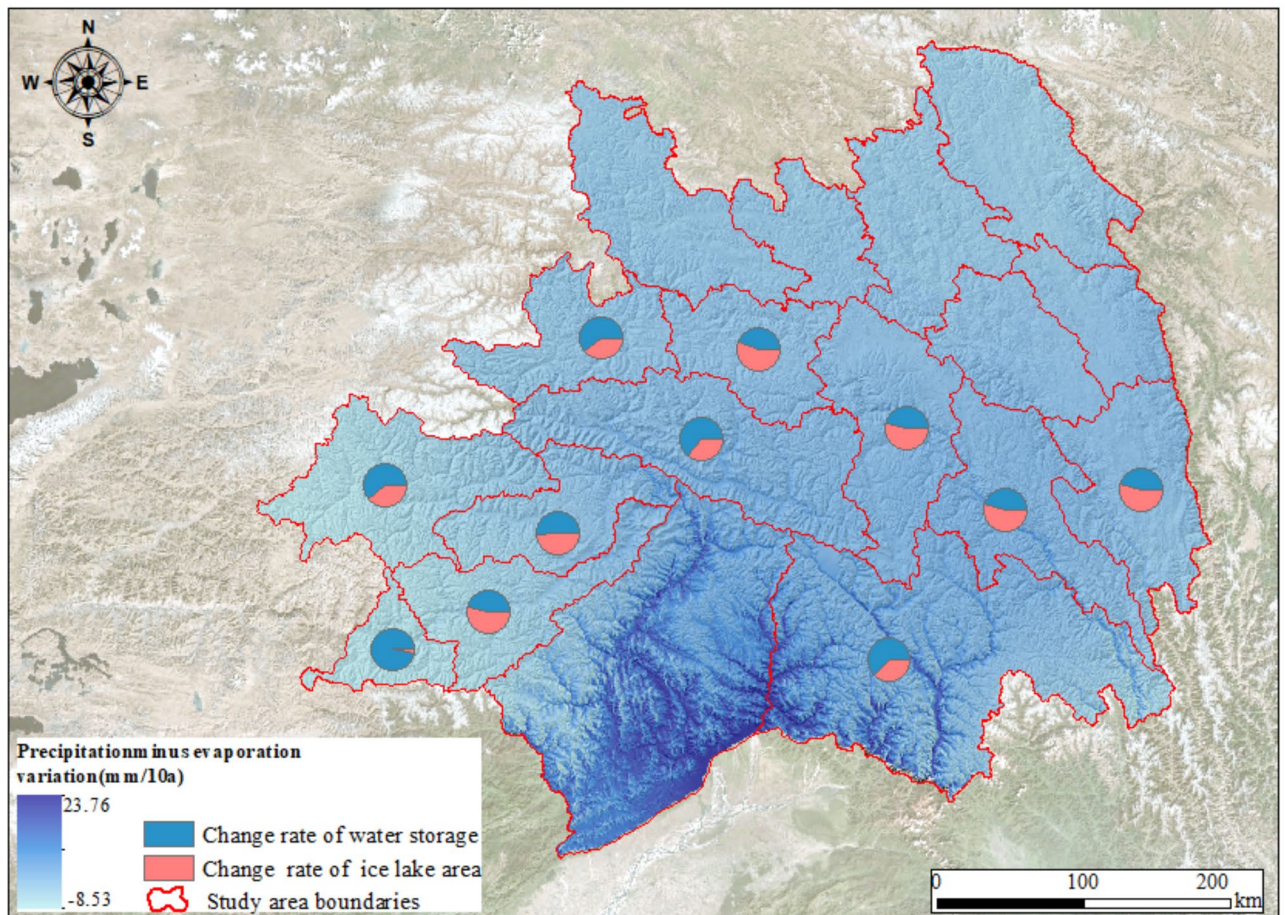 N
W E
S
Precipitationminus evaporation
variation(mm/10a)
23.76
-8.53
Change rate of water storage
Change rate of ice lake area
Study area boundaries
0 100 200
km